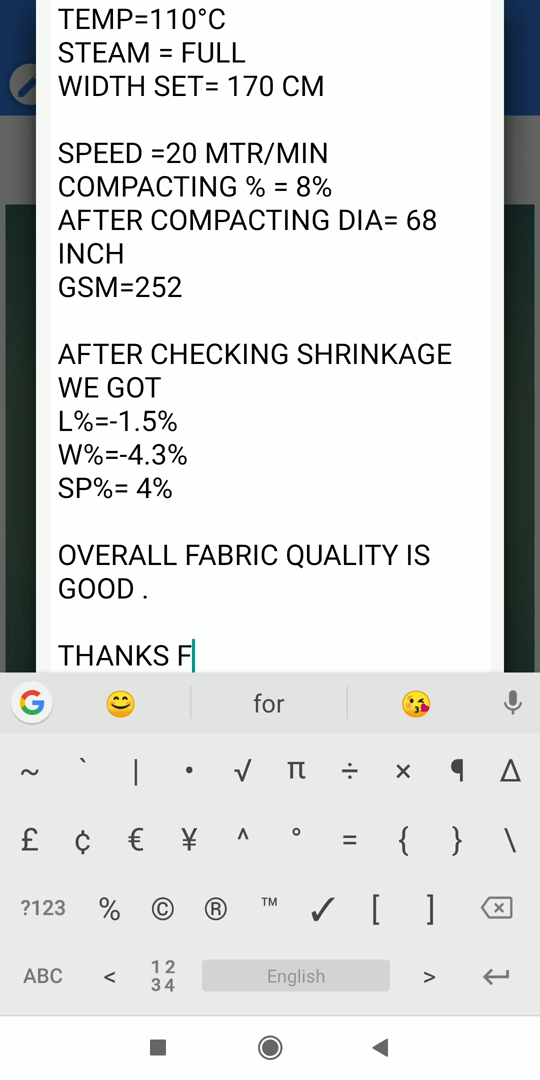 TEMP=110°C
STEAM = FULL
WIDTH SET= 170 CM
SPEED =20 MTR/MIN
COMPACTING % = 8%
AFTER COMPACTING DIA= 68
INCH
GSM=252
AFTER CHECKING SHRINKAGE
WE GOT
L%=-1.5%
W%=-4.3%
SP%= 4%
OVERALL FABRIC QUALITY IS
GOOD .
THANKS F
😊 for 😘
~ ` | • √ π ÷ × ¶ Δ
£ ¢ € ¥ ^ ° = { } \
?123 % © ® ™ ✓ [ ]
ABC < 12 English >
34